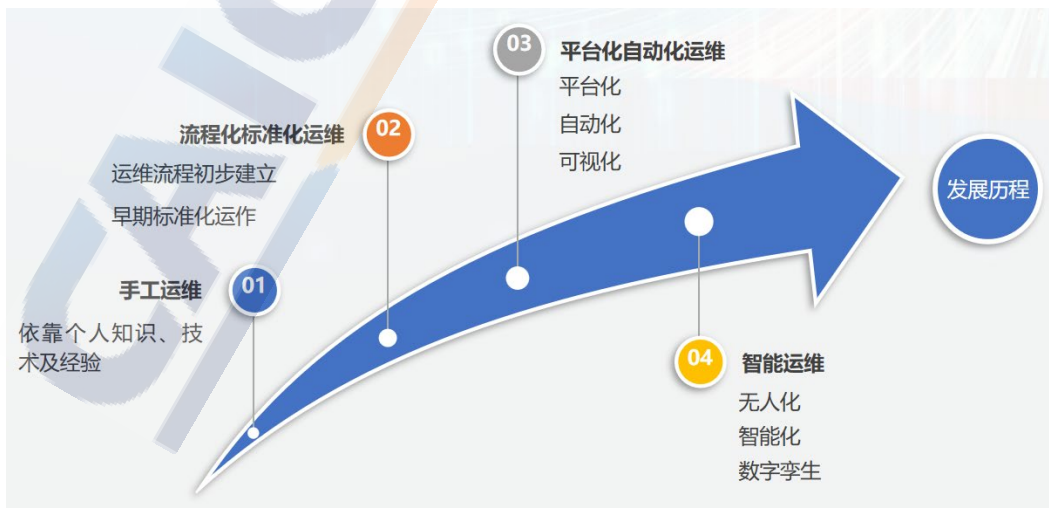 01
手工运维
依靠个人知识、技
术及经验
02
流程化标准化运维
运维流程初步建立
早期标准化运作
03
平台化自动化运维
平台化
自动化
可视化
04
智能运维
无人化
智能化
数字孪生
发展历程